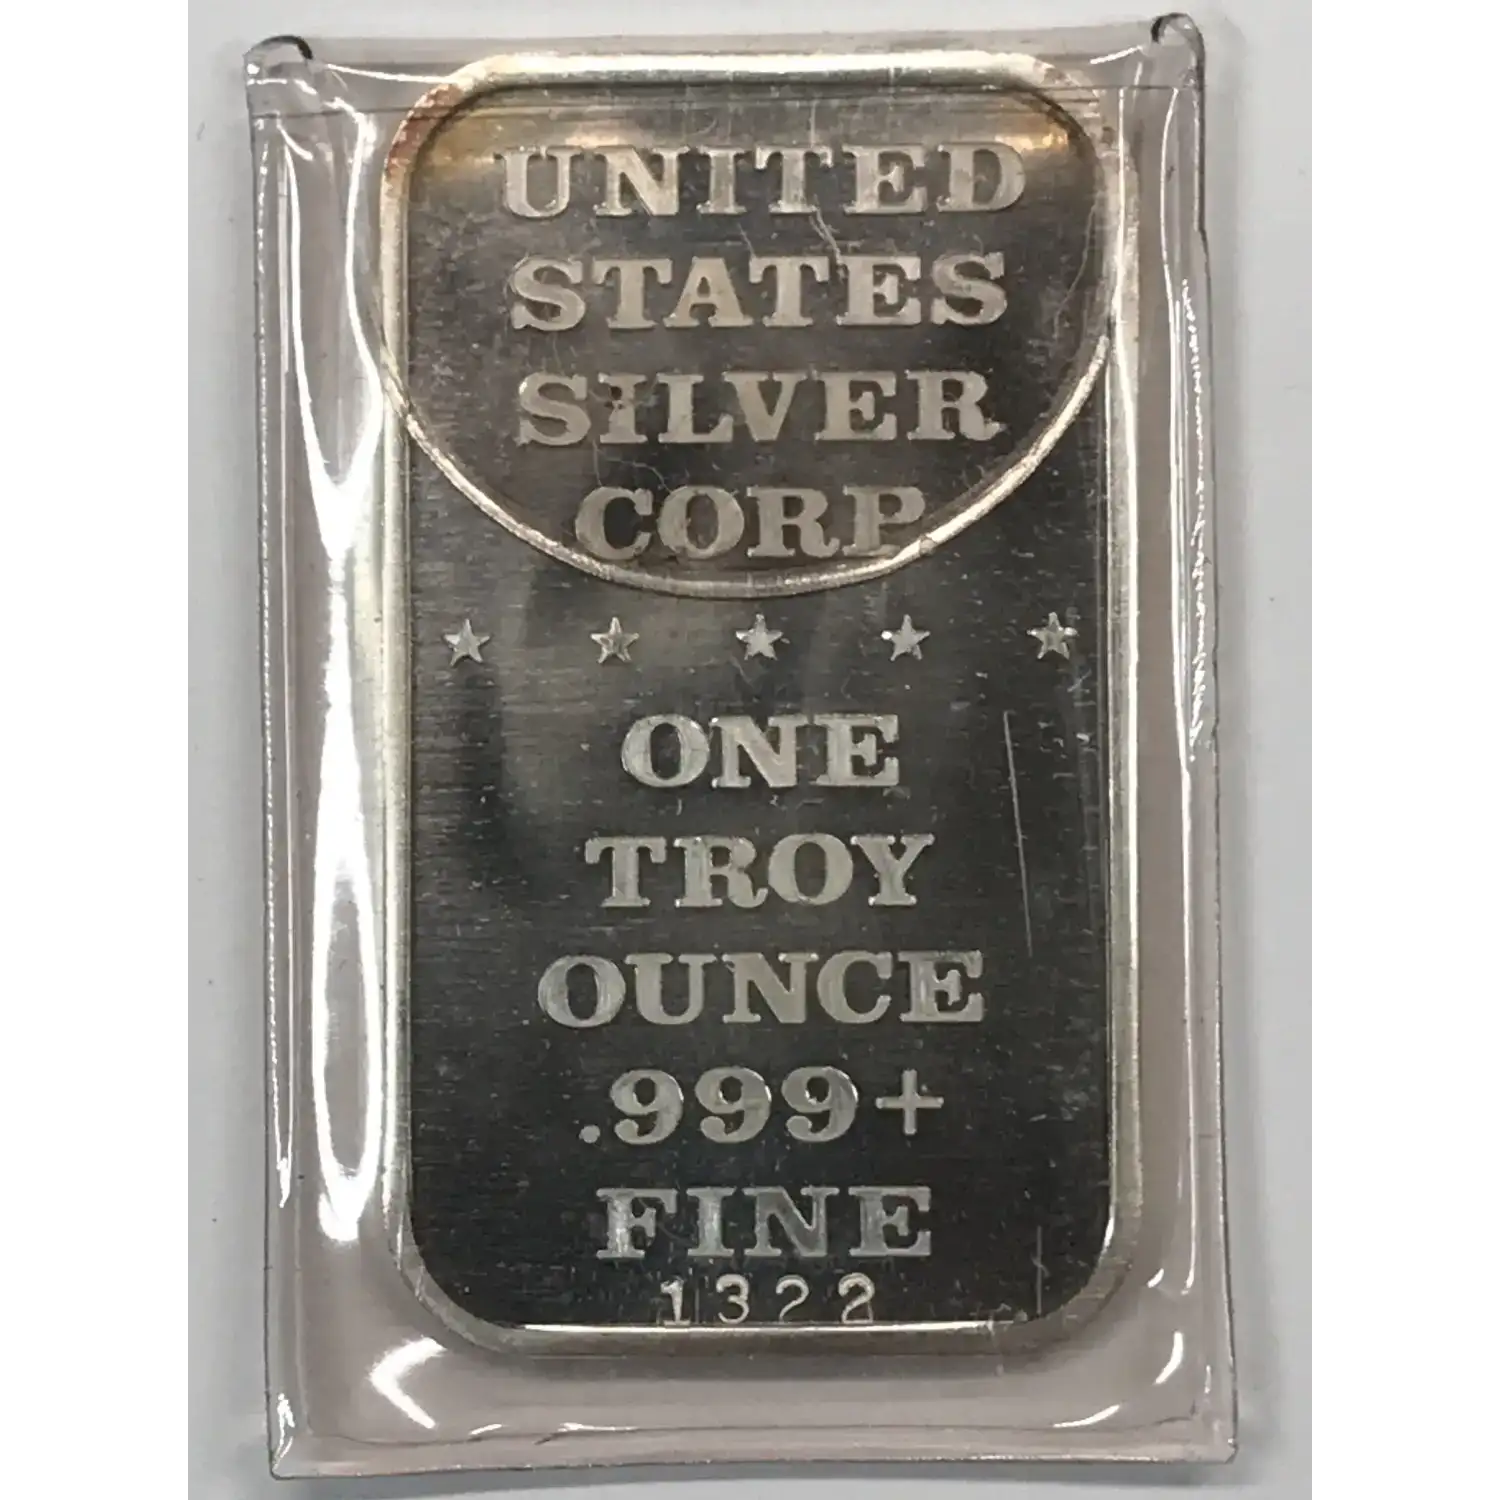 UNITED
STATES
SILVER
CORP
ONE
TROY
OUNCE
.999+
FINE
1322